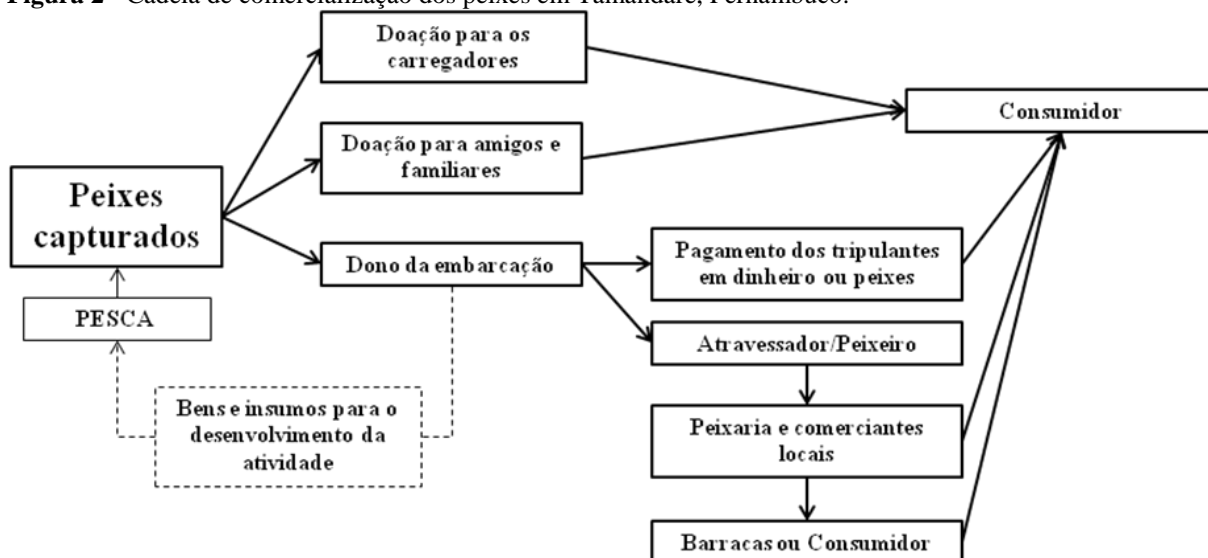 Figura 2 - Cadeia de comercialização dos peixes em Tamandaré, Pernambuco.
Doação para os
carregadores
Consumidor
Doação para amigos e
familiares
Peixes
capturados
Dono da embarcação
Pagamento dos tripulantes
em dinheiro ou peixes
PESCA
Atravessador/Peixeiro
Bens e insumos para o
desenvolvimento da
atividade
Peixaria e comerciantes
locais
Barracas ou Consumidor